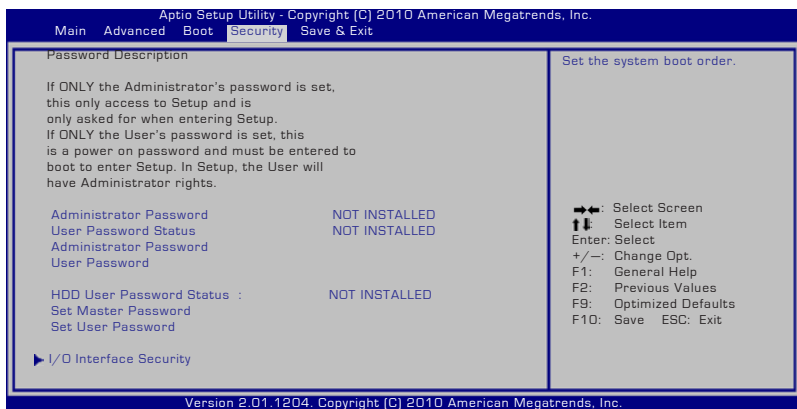 Aptio Setup Utility - Copyright (C) 2010 American Megatrends, Inc.
Main Advanced Boot Security Save & Exit
Password Description
If ONLY the Administrator's password is set,
this only access to Setup and is
only asked for when entering Setup.
If ONLY the User's password is set, this
is a power on password and must be entered to
boot to enter Setup. In Setup, the User will
have Administrator rights.
Administrator Password NOT INSTALLED
User Password Status NOT INSTALLED
Administrator Password
User Password
HDD User Password Status : NOT INSTALLED
Set Master Password
Set User Password
I/O Interface Security
Set the system boot order.
→←: Select Screen
↑↓: Select Item
Enter: Select
+/—: Change Opt.
F1: General Help
F2: Previous Values
F9: Optimized Defaults
F10: Save ESC: Exit
Version 2.01.1204. Copyright (C) 2010 American Megatrends, Inc.